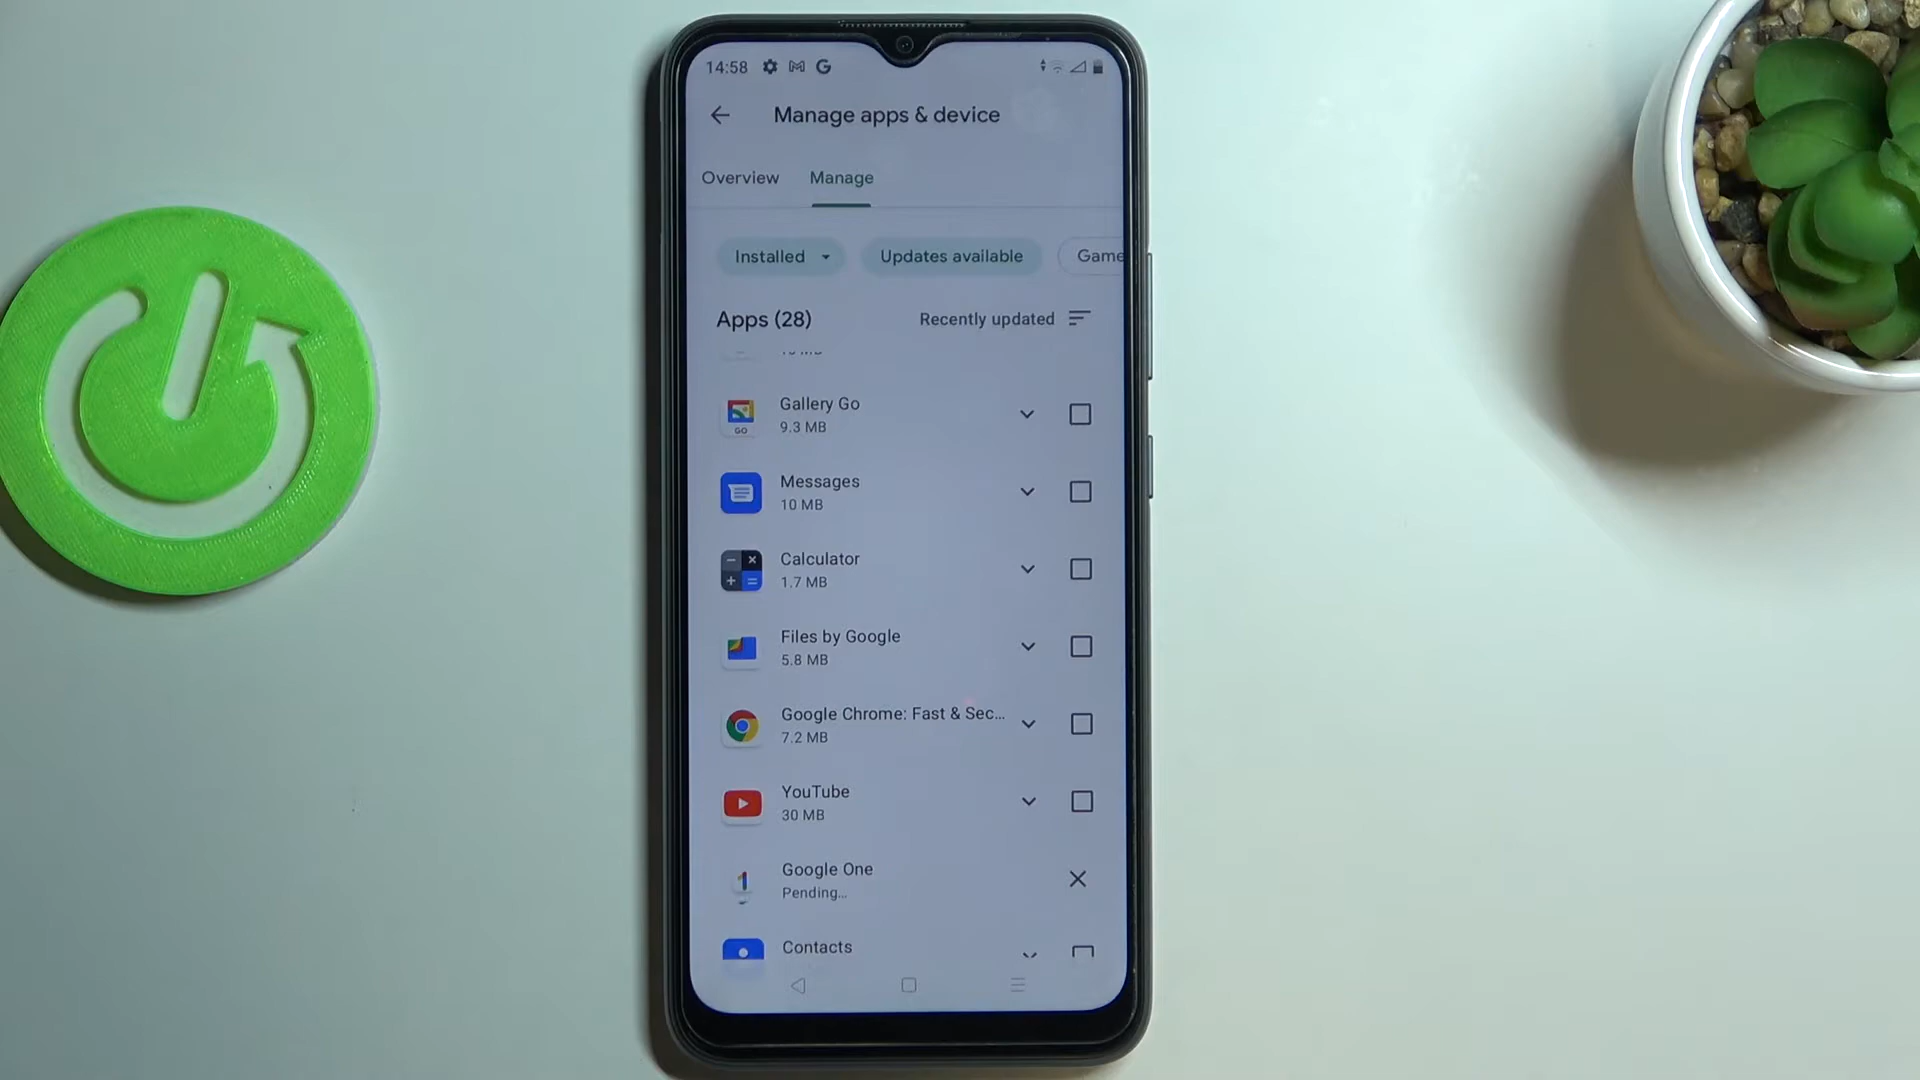 14:58
Manage apps & device
Overview Manage
Installed Updates available Game
Apps (28) Recently updated
Gallery Go
9.3 MB
GO
Messages
10 MB
Calculator
1.7 MB
Files by Google
5.8 MB
Google Chrome: Fast & Sec...
7.2 MB
YouTube
30 MB
Google One
Pending...
Contacts